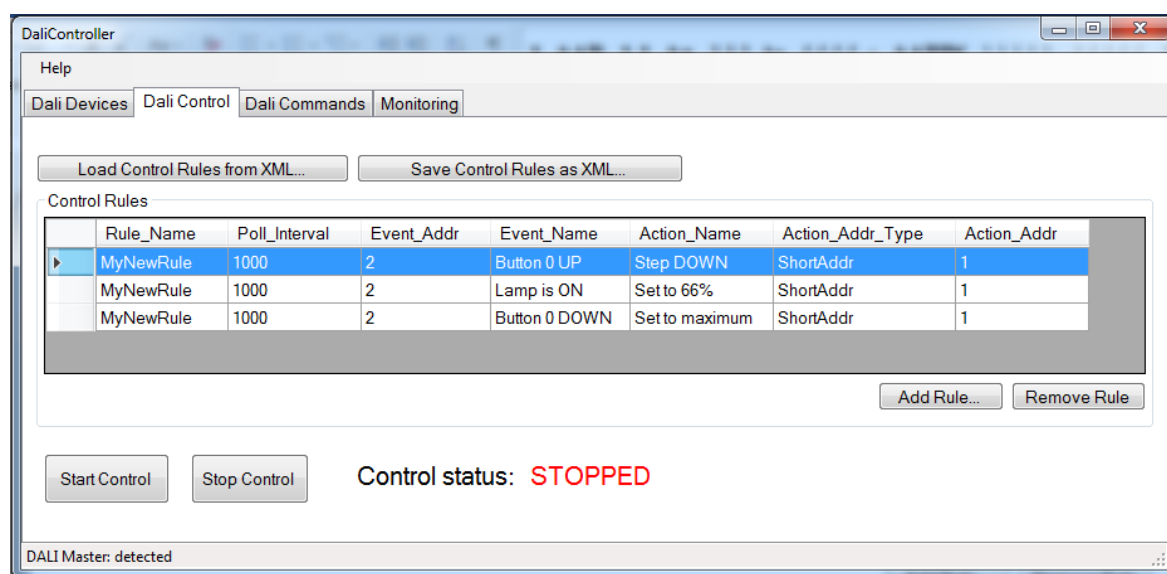 DaliController
Help
Dali Devices Dali Control Dali Commands Monitoring
Load Control Rules from XML... Save Control Rules as XML...
Control Rules
Rule_Name Poll_Interval Event_Addr Event_Name Action_Name Action_Addr_Type Action_Addr
MyNewRule 1000 2 Button 0 UP Step DOWN ShortAddr 1
MyNewRule 1000 2 Lamp is ON Set to 66% ShortAddr 1
MyNewRule 1000 2 Button 0 DOWN Set to maximum ShortAddr 1
Add Rule... Remove Rule
Start Control Stop Control Control status: STOPPED
DALI Master: detected